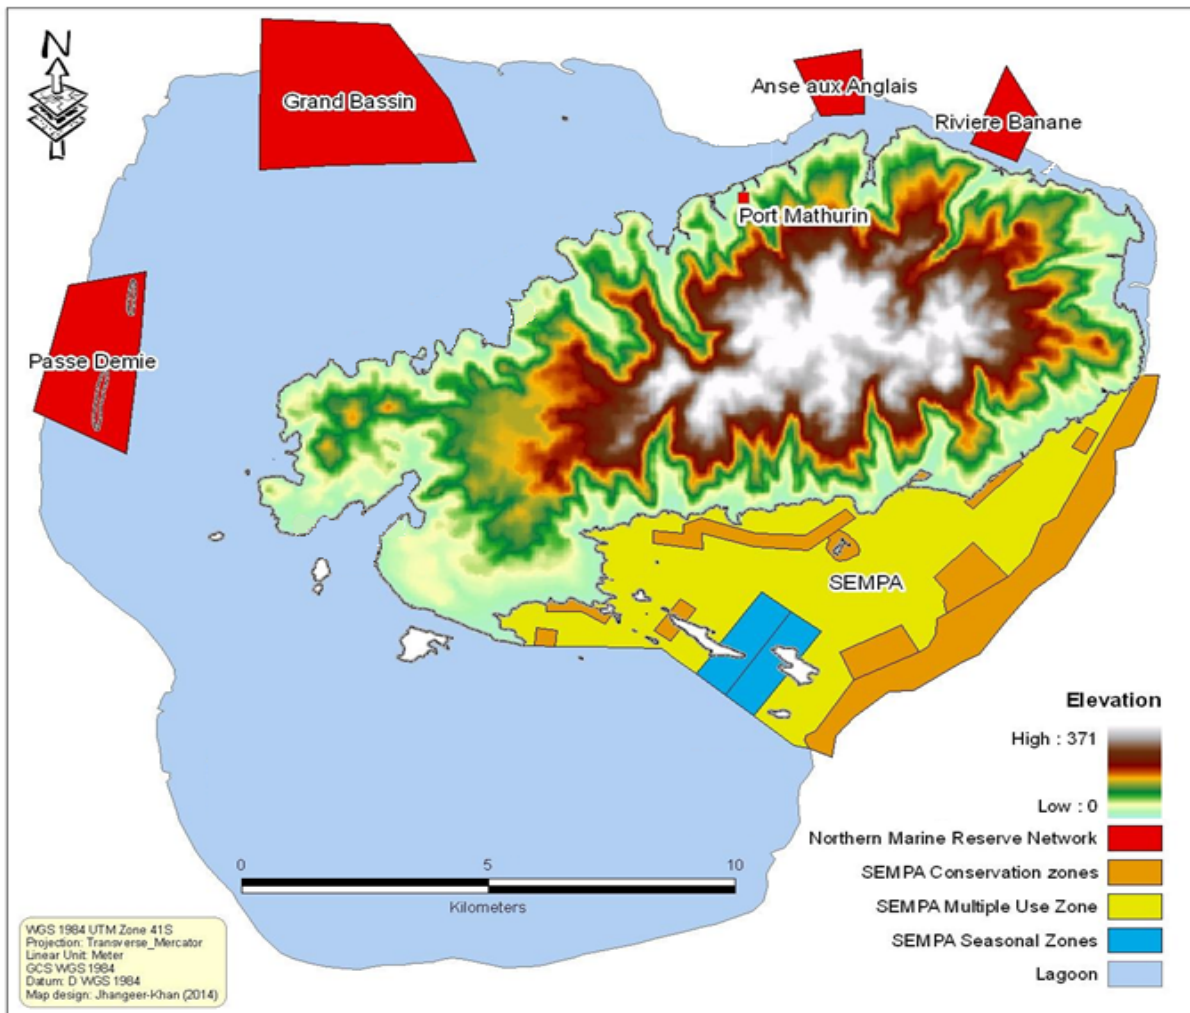 N
Grand Bassin
Anse aux Anglais
Riviere Banane
Port Mathurin
Passe Demie
SEMPA
Elevation
High : 371
Low : 0
Northern Marine Reserve Network
SEMPA Conservation zones
SEMPA Multiple Use Zone
SEMPA Seasonal Zones
Lagoon
0 5 10
Kilometers
WGS 1984 UTM Zone 41S
Projection: Transverse_Mercator
Linear Unit: Meter
GCS WGS 1984
Datum: D WGS 1984
Map design: Jhangeer-Khan (2014)